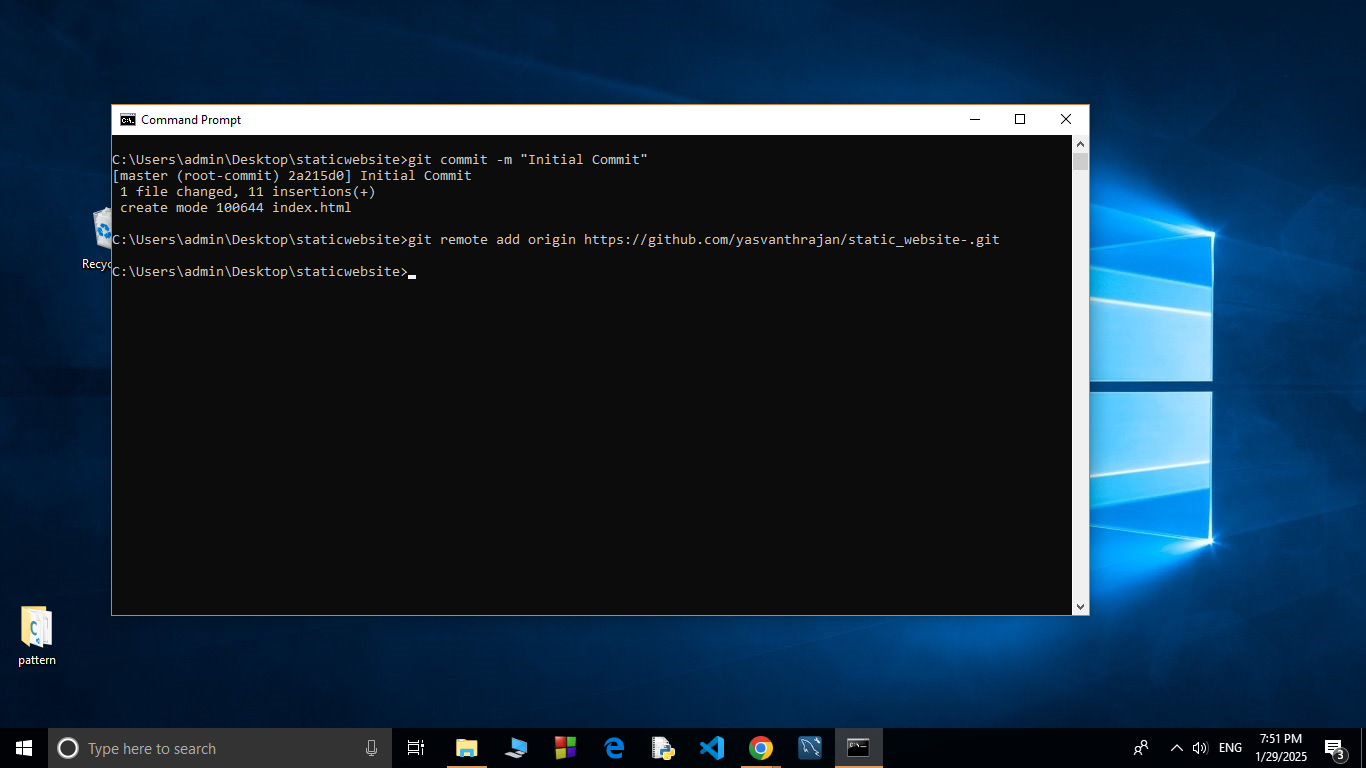 Command Prompt
C:\Users\admin\Desktop\staticwebsite>git commit -m "Initial Commit"
[master (root-commit) 2a215d0] Initial Commit
 1 file changed, 11 insertions(+)
 create mode 100644 index.html
C:\Users\admin\Desktop\staticwebsite>git remote add origin https://github.com/yasvanthrajan/static_website-.git
C:\Users\admin\Desktop\staticwebsite>
Recyc
pattern
Type here to search
ENG
7:51 PM
1/29/2025
3